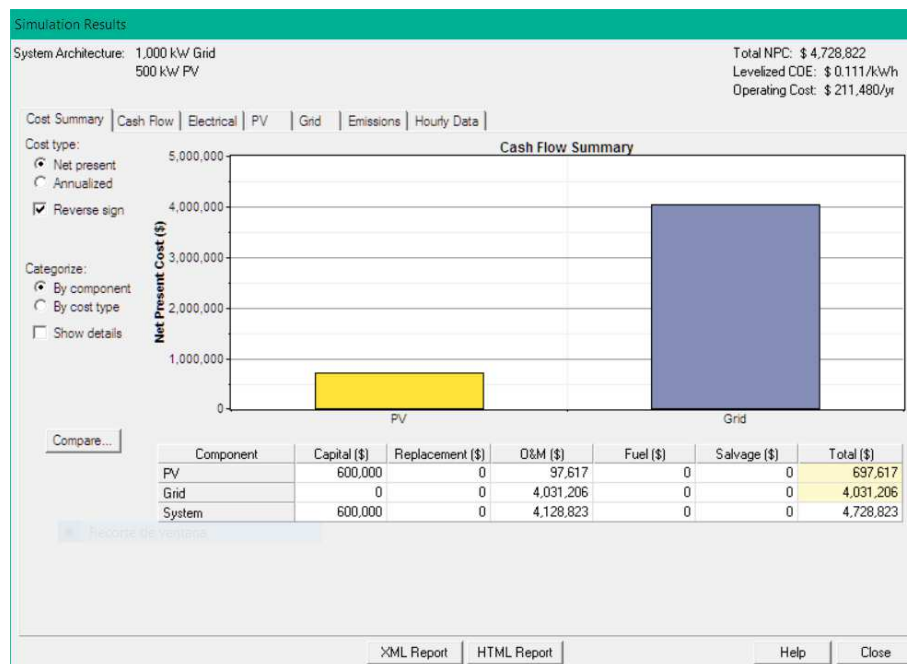 Simulation Results
System Architecture: 1,000 kW Grid
500 kW PV
Total NPC: $ 4,728,822
Levelized COE: $ 0.111/kWh
Operating Cost: $ 211,480/yr
Cost Summary Cash Flow Electrical PV Grid Emissions Hourly Data
Cost type:
Net present
Annualized
Reverse sign
Categorize:
By component
By cost type
Show details
Compare...
Cash Flow Summary
Net Present Cost ($)
5,000,000
4,000,000
3,000,000
2,000,000
1,000,000
0
PV Grid
Component Capital ($) Replacement ($) O&M ($) Fuel ($) Salvage ($) Total ($)
PV 600,000 0 97,617 0 0 697,617
Grid 0 0 4,031,206 0 0 4,031,206
System 600,000 0 4,128,823 0 0 4,728,823
Recorte de ventana
XML Report HTML Report Help Close